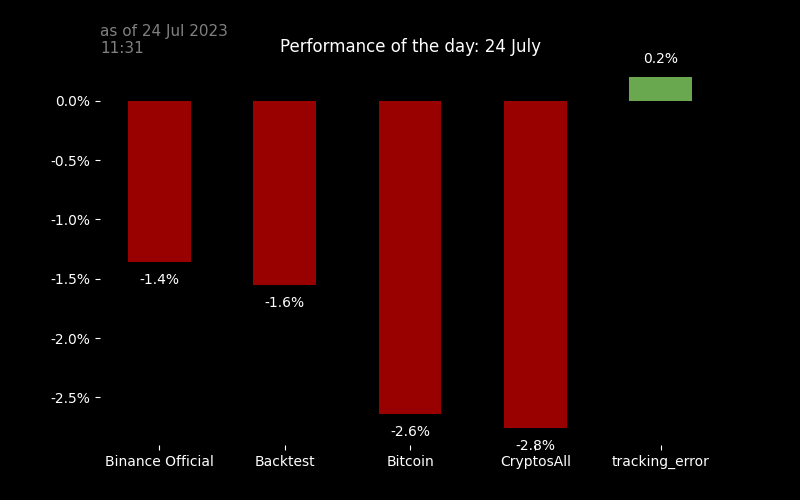 as of 24 Jul 2023
11:31
Performance of the day: 24 July
0.2%
0.0%
-0.5%
-1.0%
-1.5%
-2.0%
-2.5%
-1.4%
-1.6%
-2.6%
-2.8%
Binance Official
Backtest
Bitcoin
CryptosAll
tracking_error